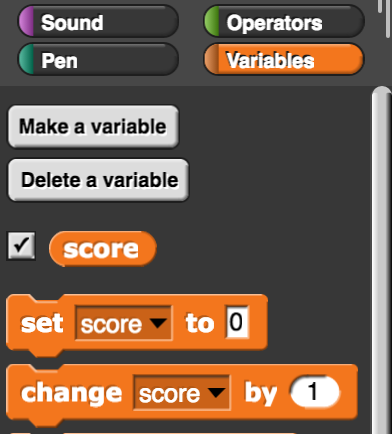 Sound Operators
Pen Variables
Make a variable
Delete a variable
score
set score to 0
change score by 1